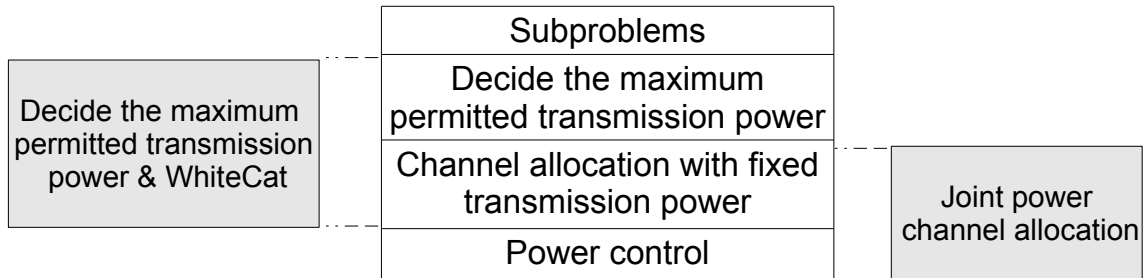 Subproblems
Decide the maximum
permitted transmission power
Channel allocation with fixed
transmission power
Power control
Decide the maximum
permitted transmission
power & WhiteCat
Joint power
channel allocation